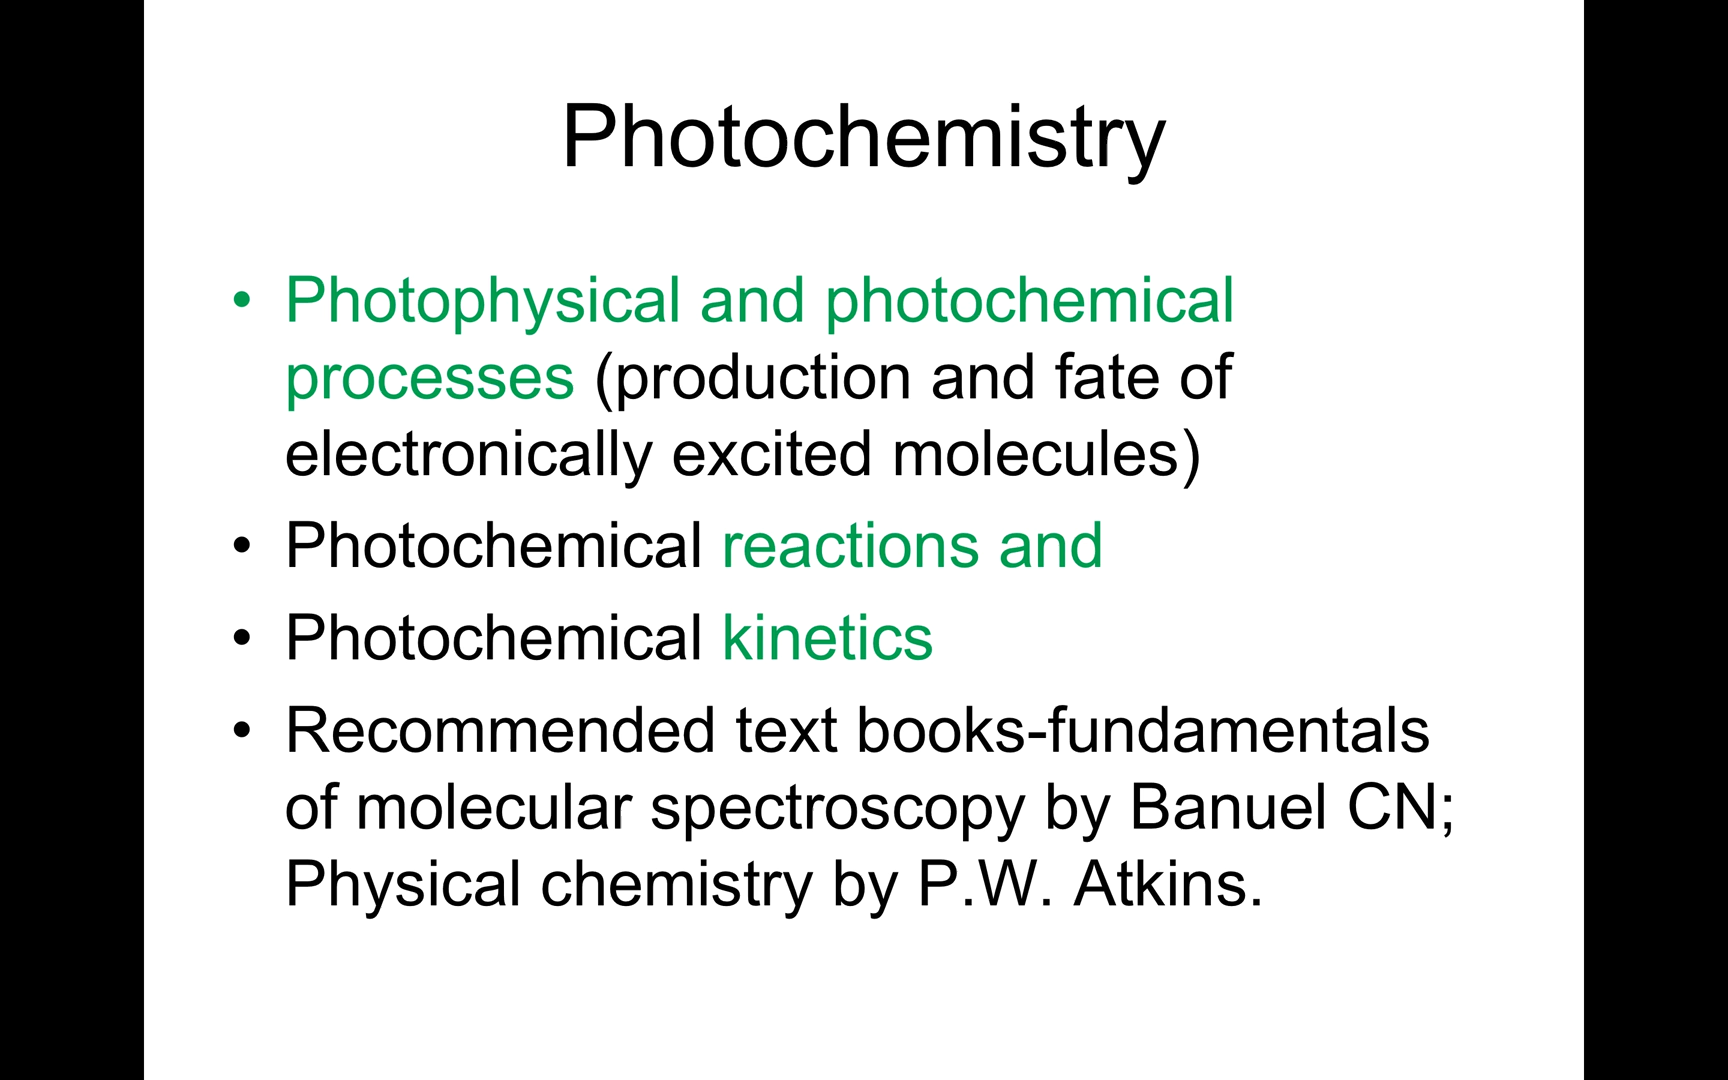 Photochemistry
• Photophysical and photochemical
processes (production and fate of
electronically excited molecules)
• Photochemical reactions and
• Photochemical kinetics
• Recommended text books-fundamentals
of molecular spectroscopy by Banuel CN;
Physical chemistry by P.W. Atkins.